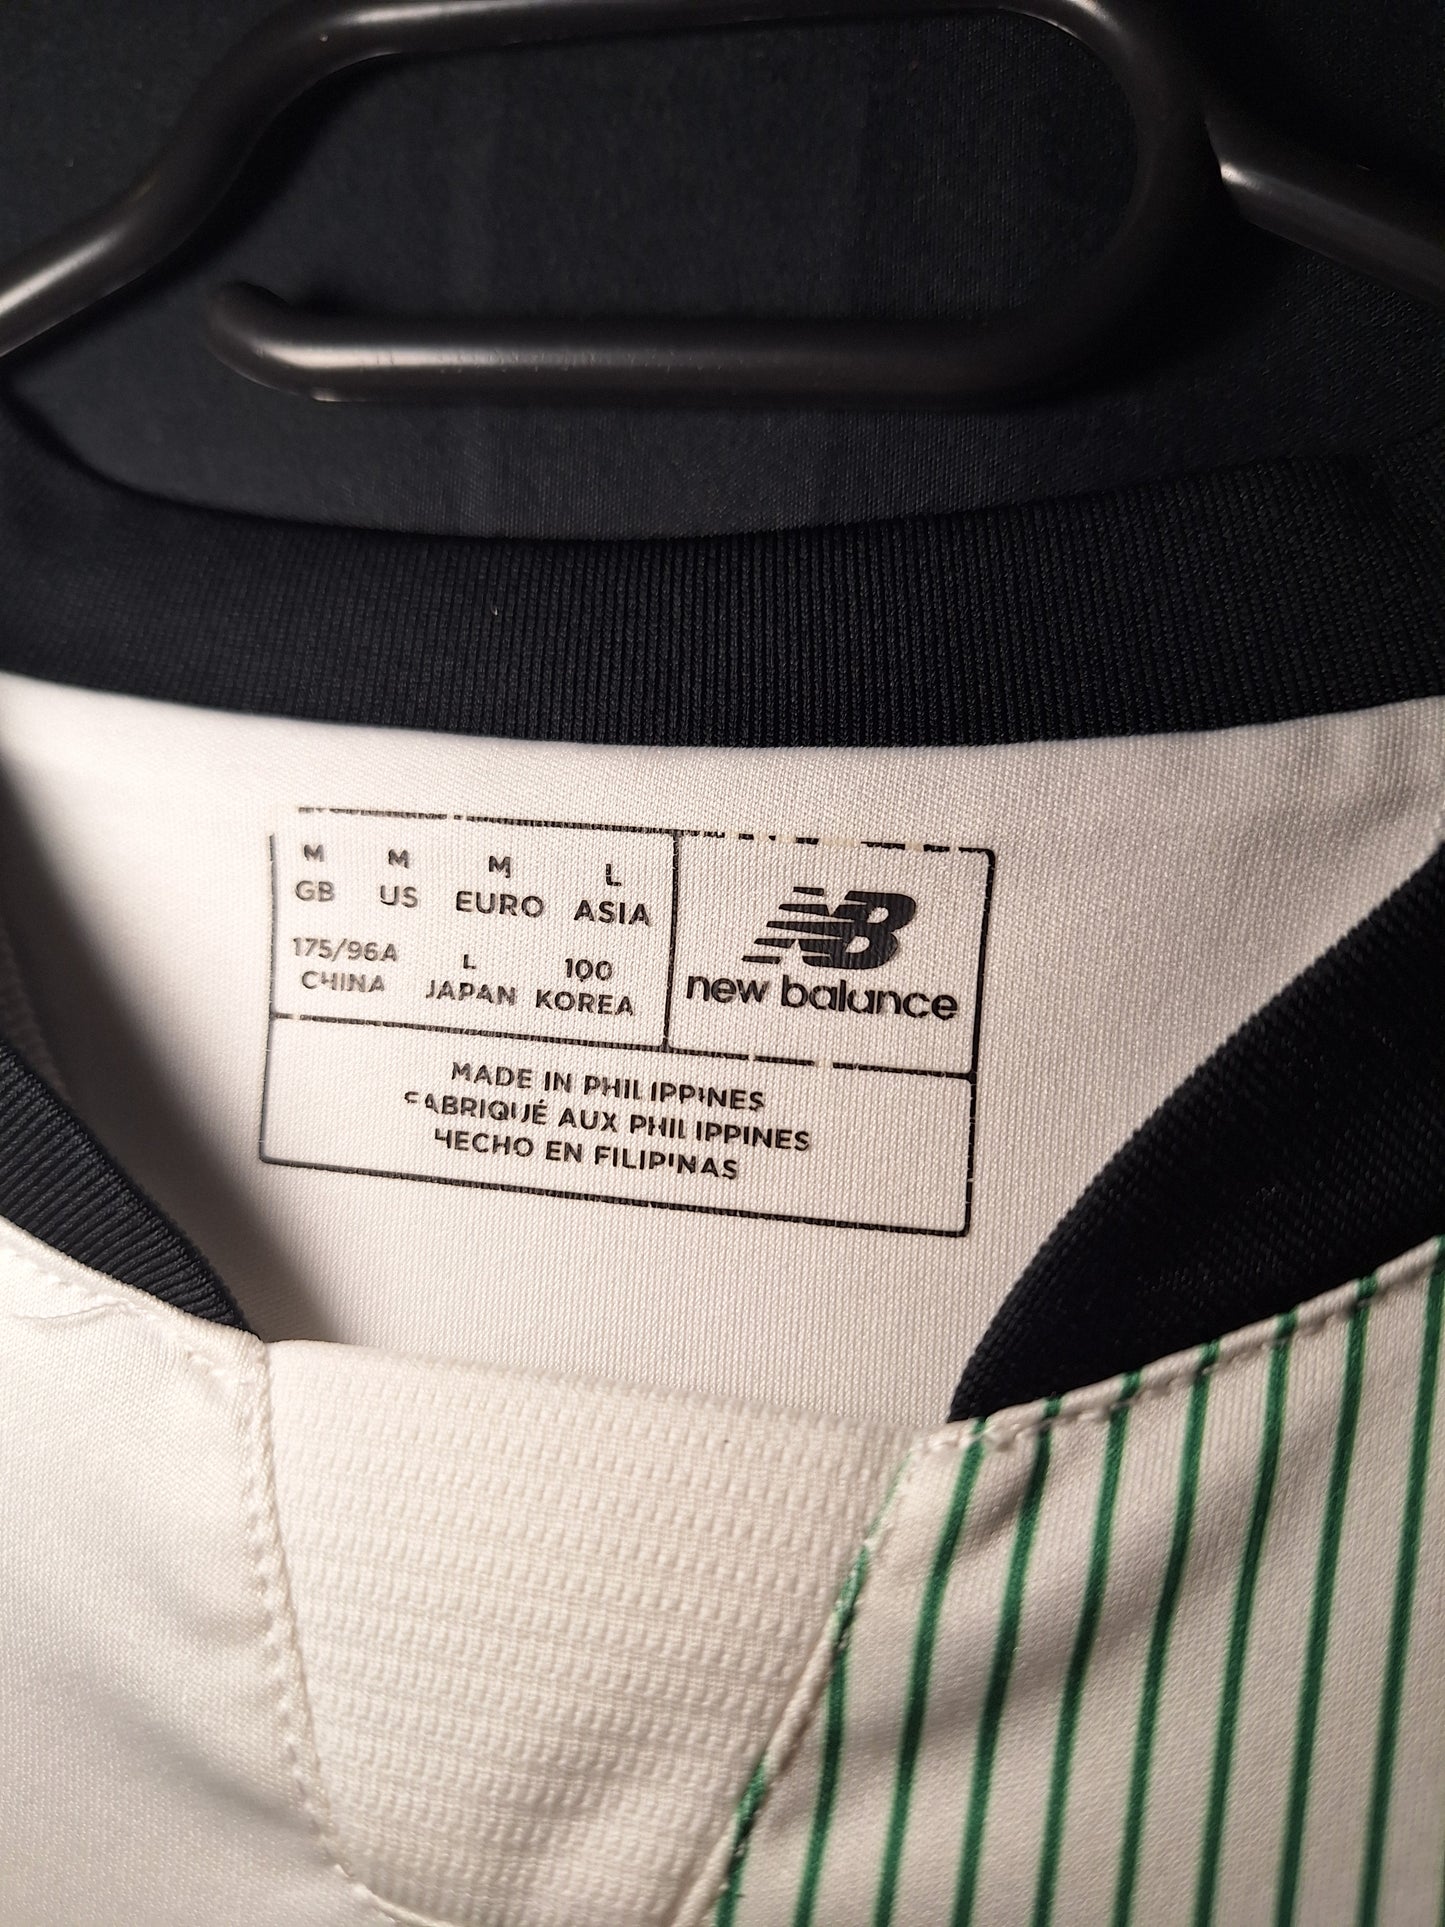 M M M L
GB US EURO ASIA
175/96A L 100
CHINA JAPAN KOREA
NB
new balance
MADE IN PHILIPPINES
FABRIQUÉ AUX PHILIPPINES
HECHO EN FILIPINAS